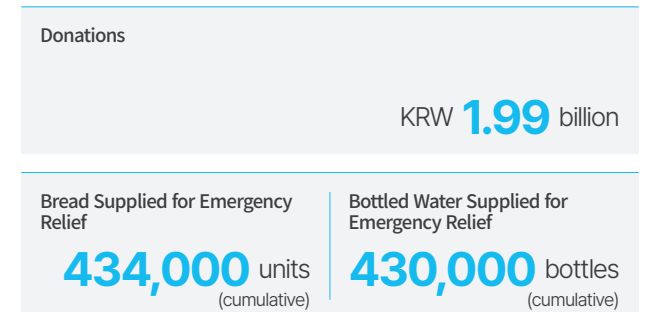 Donations
KRW 1.99 billion
Bread Supplied for Emergency
Relief
434,000 units
(cumulative)
Bottled Water Supplied for
Emergency Relief
430,000 bottles
(cumulative)